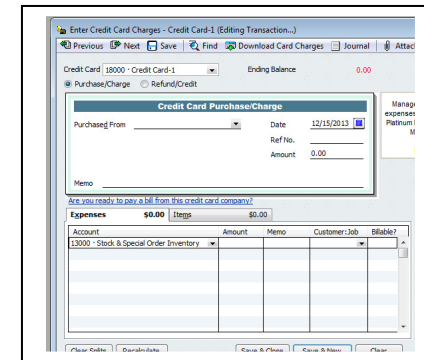 Enter Credit Card Charges - Credit Card-1 (Editing Transaction...)
Previous Next Save Find Download Card Charges Journal Attac
Credit Card 18000 · Credit Card-1 Ending Balance 0.00
Purchase/Charge Refund/Credit
Credit Card Purchase/Charge
Purchased From Date 12/15/2013
Ref No.
Amount 0.00
Memo
Manag
expenses
Platinum
M
Are you ready to pay a bill from this credit card company?
Expenses $0.00 Items $0.00
Account Amount Memo Customer:Job Billable?
13000 · Stock & Special Order Inventory
Clear Splits Recalculate Save & Close Save & New Clear